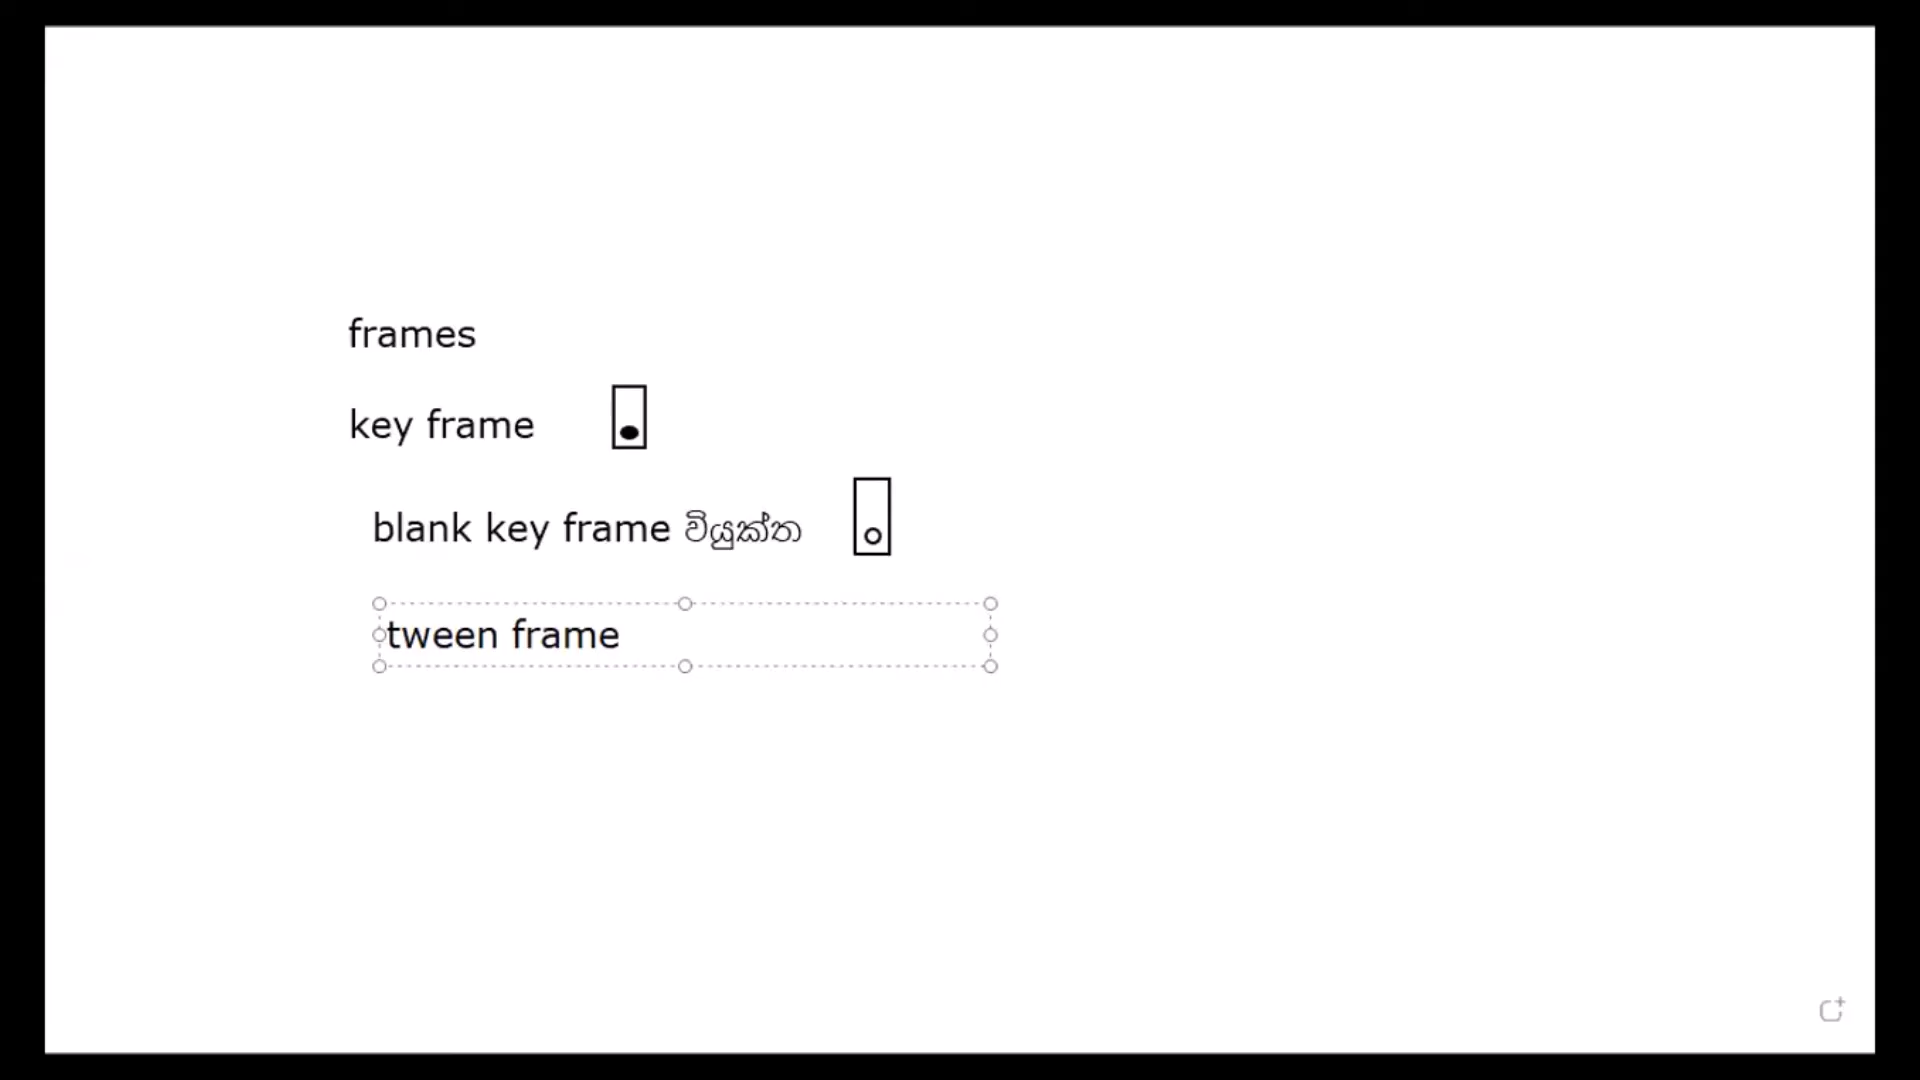 frames
key frame
blank key frame වියුක්ත
tween frame